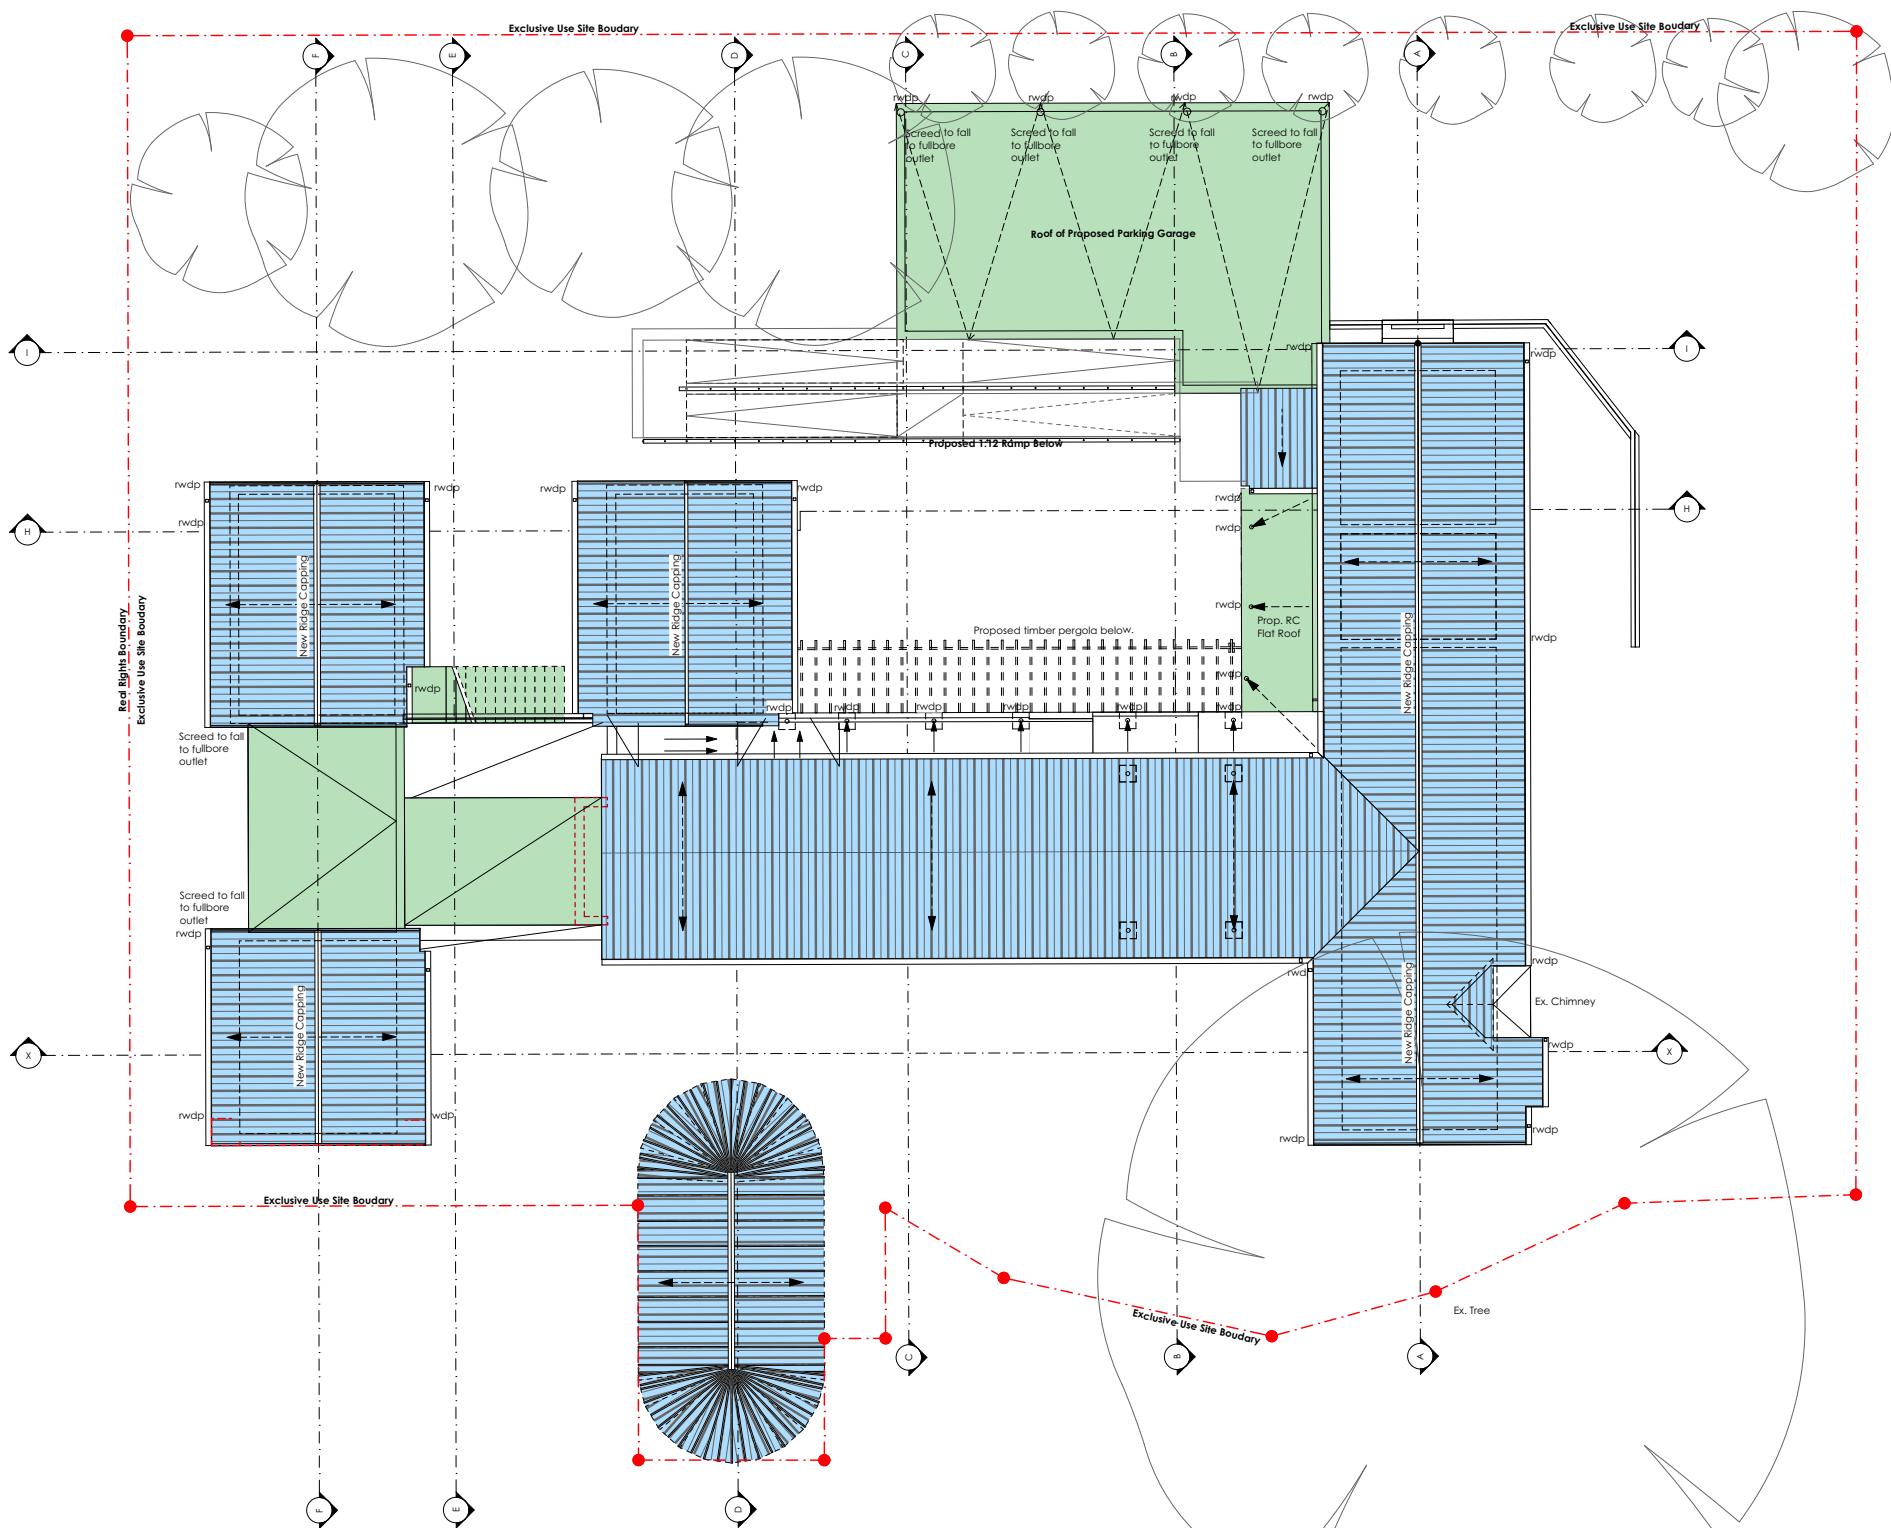 Exclusive Use Site Boudary
Exclusive Use Site Boudary
F
E
D
C
B
A
rwdp
rwdp
rwdp
rwdp
Screed to fall
to fullbore
outlet
Screed to fall
to fullbore
outlet
Screed to fall
to fullbore
outlet
Screed to fall
to fullbore
outlet
Roof of Proposed Parking Garage
I
rwdp
rwdp
I
Proposed 1:12 Ramp Below
rwdp
rwdp
rwdp
rwdp
rwdp
rwdp
H
H
rwdp
New Ridge Capping
New Ridge Capping
New Ridge Capping
Real Rights Boundary
Exclusive Use Site Boudary
rwdp
Prop. RC
Flat Roof
Proposed timber pergola below.
rwdp
rwdp
rwdp
rwdp
rwdp
rwdp
rwdp
rwdp
rwdp
Screed to fall
to fullbore
outlet
Screed to fall
to fullbore
outlet
rwdp
rwd
rwdp
Ex. Chimney
New Ridge Capping
New Ridge Capping
X
rwdp
X
rwdp
wdp
rwdp
rwdp
Exclusive Use Site Boudary
Exclusive Use Site Boudary
Ex. Tree
C
B
A
F
E
D